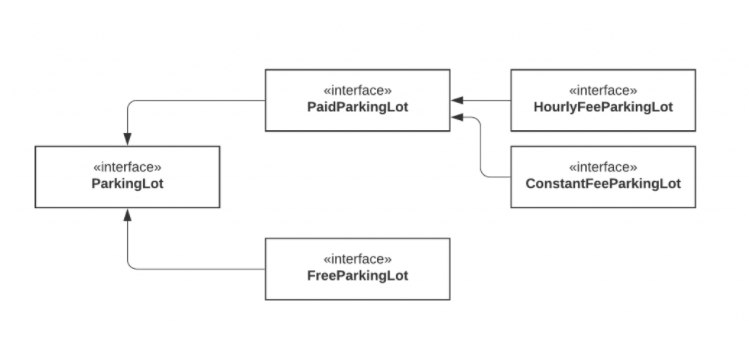 «interface»
PaidParkingLot
«interface»
HourlyFeeParkingLot
«interface»
ParkingLot
«interface»
ConstantFeeParkingLot
«interface»
FreeParkingLot